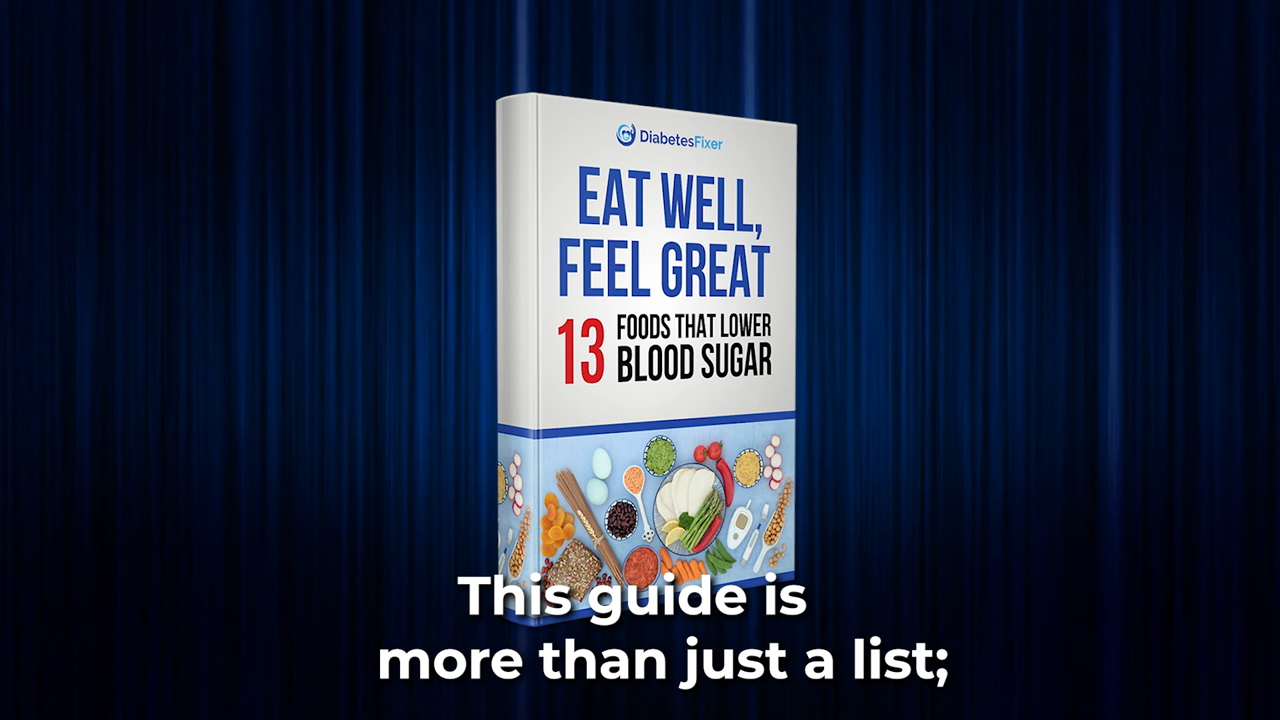 DiabetesFixer
EAT WELL,
FEEL GREAT
13 FOODS THAT LOWER
BLOOD SUGAR
This guide is
more than just a list;